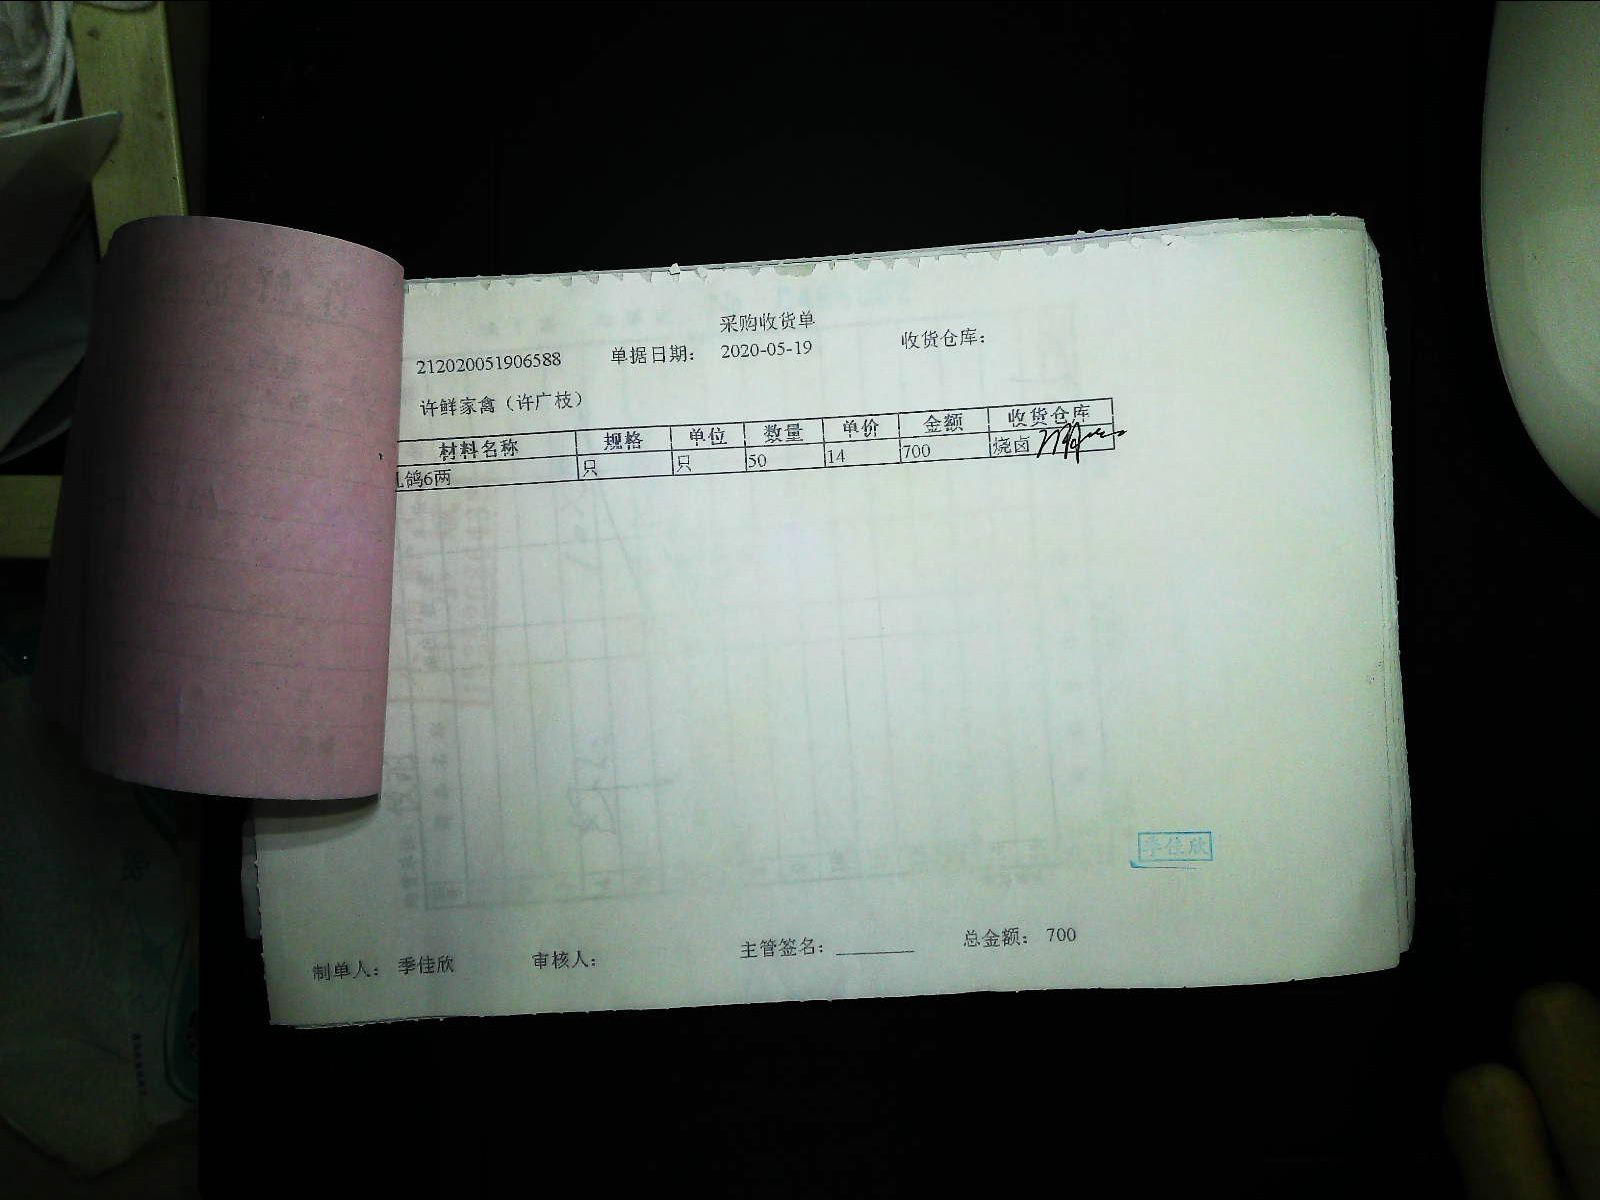 采购收货单
212020051906588 单据日期： 2020-05-19 收货仓库：
许鲜家禽（许广枝）
材料名称 规格 单位 数量 单价 金额 收货仓库
鸽6两 只 只 50 14 700 烧卤
季佳欣
制单人： 季佳欣 审核人： 主管签名：________ 总金额： 700